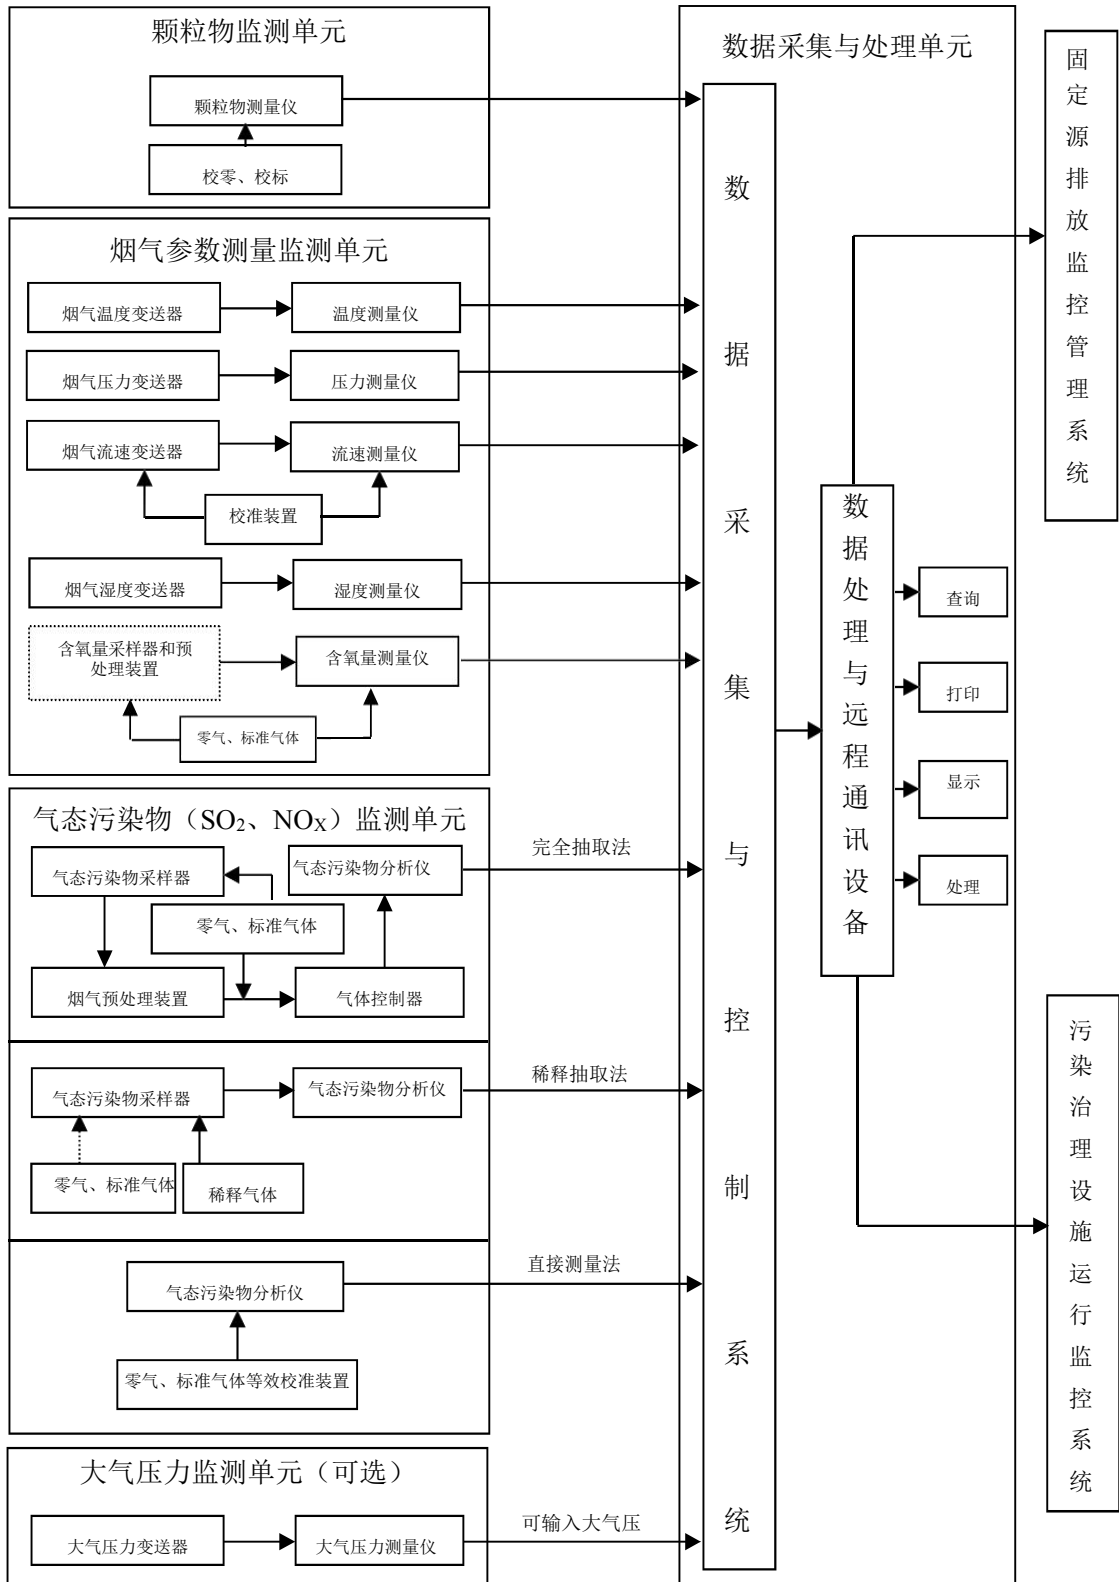 颗粒物监测单元
颗粒物测量仪
校零、校标
烟气参数测量监测单元
烟气温度变送器
温度测量仪
烟气压力变送器
压力测量仪
烟气流速变送器
流速测量仪
校准装置
烟气湿度变送器
湿度测量仪
含氧量采样器和预
处理装置
含氧量测量仪
零气、标准气体
气态污染物（SO₂、NOX）监测单元
气态污染物采样器
气态污染物分析仪
零气、标准气体
烟气预处理装置
气体控制器
气态污染物采样器
气态污染物分析仪
零气、标准气体
稀释气体
气态污染物分析仪
零气、标准气体等效校准装置
大气压力监测单元（可选）
大气压力变送器
大气压力测量仪
完全抽取法
稀释抽取法
直接测量法
可输入大气压
数据采集与处理单元
数据采集与控制系统
数据处理与远程通讯设备
查询
打印
显示
处理
固定源排放监控管理系统
污染治理设施运行监控系统